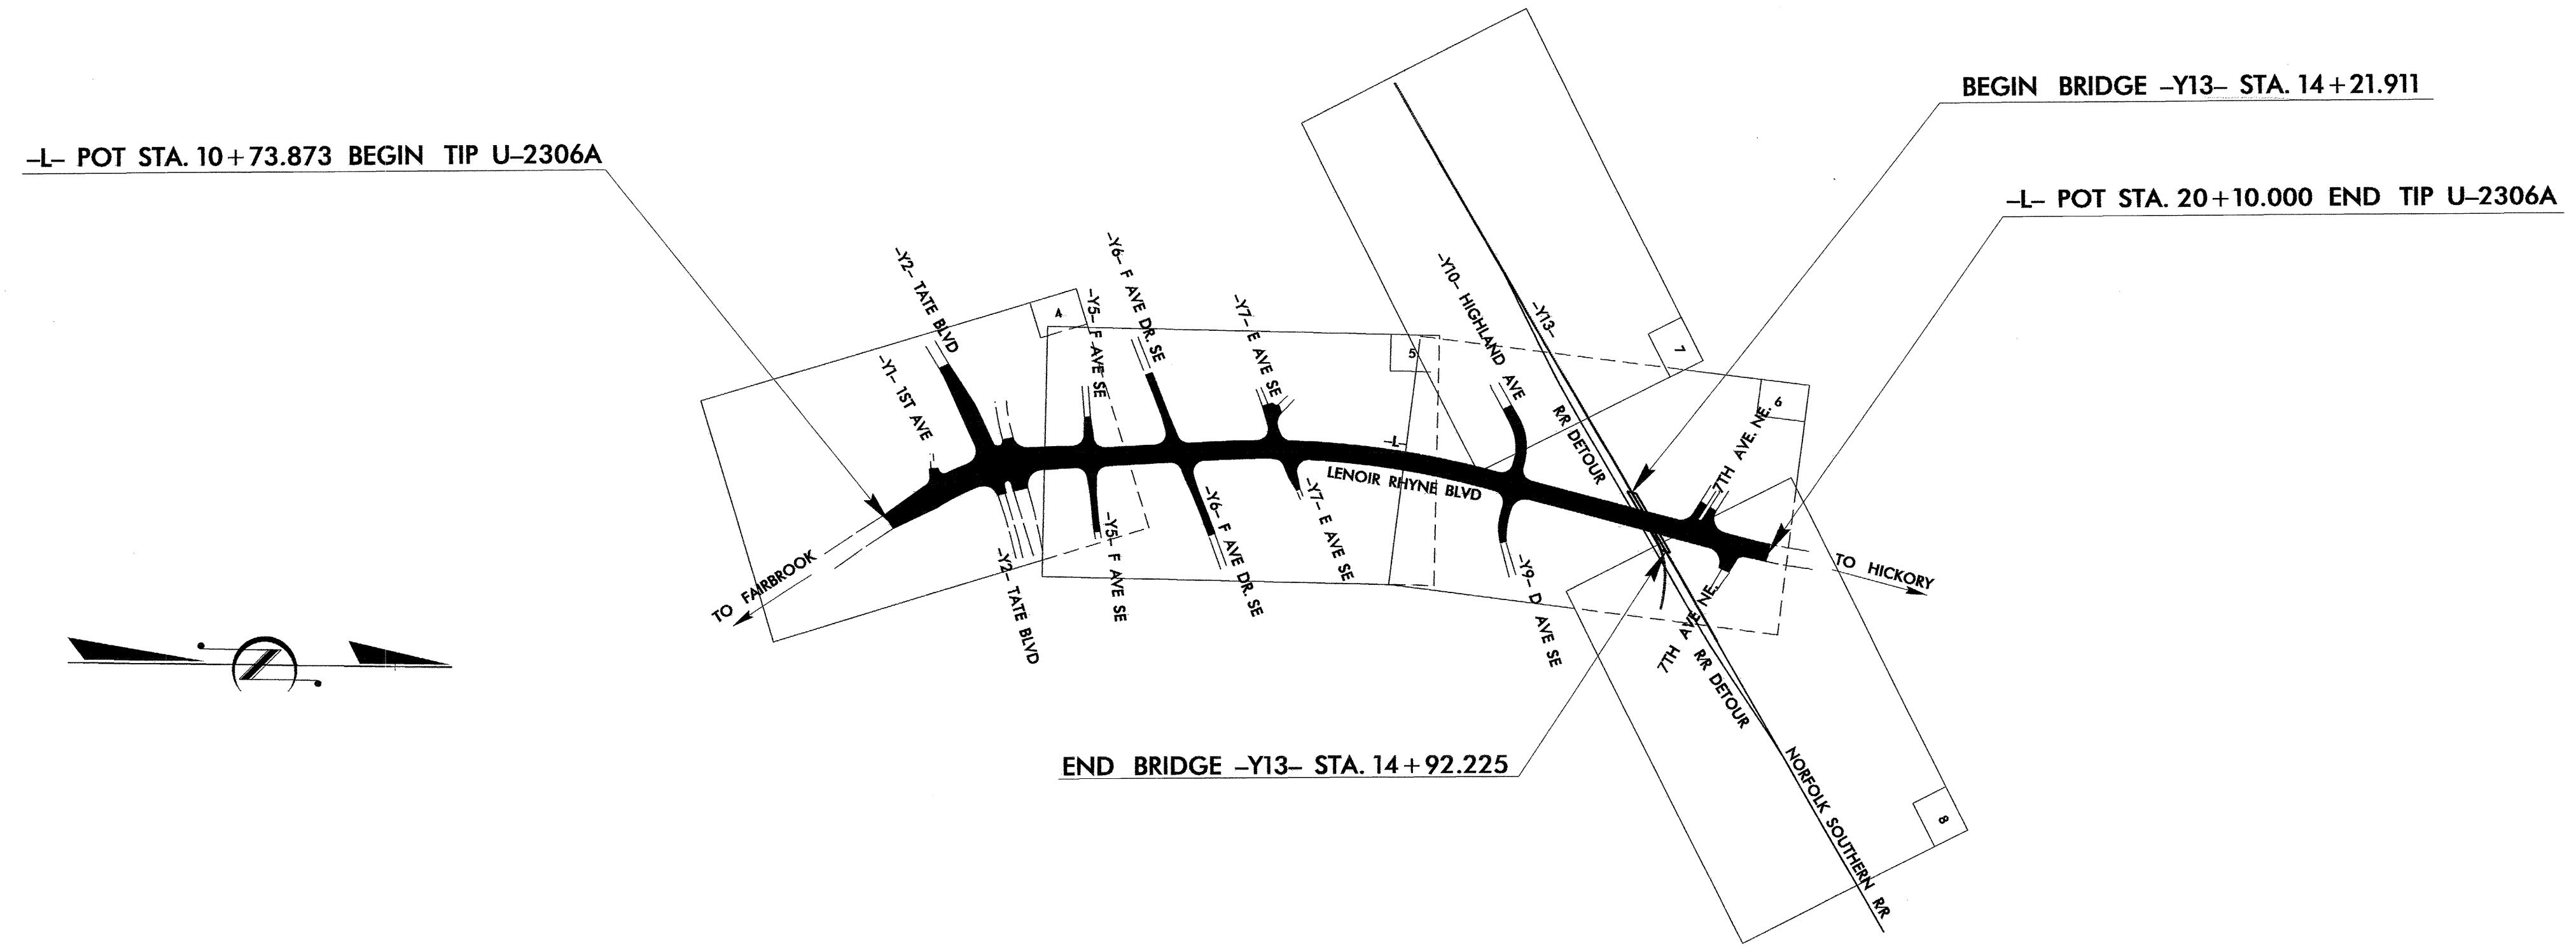 BEGIN BRIDGE –Y13– STA. 14+21.911
–L– POT STA. 10+73.873 BEGIN TIP U–2306A
–L– POT STA. 20+10.000 END TIP U–2306A
–Y2– TATE BLVD
–Y6– F AVE DR. SE
–Y10– HIGHLAND AVE
–Y7– E AVE SE
–Y5– F AVE SE
–Y13–
4
5
7
6
–Y1– 1ST AVE
R/R DETOUR
7TH AVE. NE.
–L–
LENOIR RHYNE BLVD
–Y7– E AVE SE
–Y6– F AVE DR. SE
–Y5– F AVE SE
–Y2– TATE BLVD
–Y9– D AVE SE
TO FAIRBROOK
TO HICKORY
7TH AVE NE.
R/R DETOUR
Z
END BRIDGE –Y13– STA. 14+92.225
NORFOLK SOUTHERN R/R
8